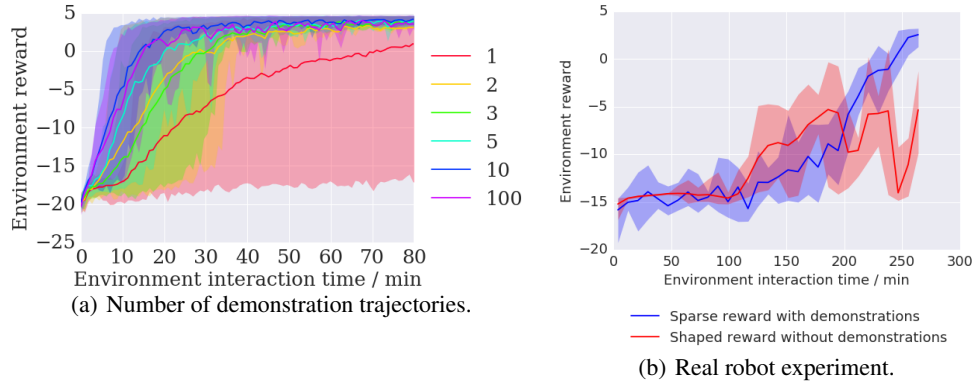 Environment reward
5
0
−5
−10
−15
−20
−25
0 10 20 30 40 50 60 70 80
Environment interaction time / min
1
2
3
5
10
100
(a) Number of demonstration trajectories.
Environment reward
5
0
−5
−10
−15
−20
0 50 100 150 200 250 300
Environment interaction time / min
Sparse reward with demonstrations
Shaped reward without demonstrations
(b) Real robot experiment.